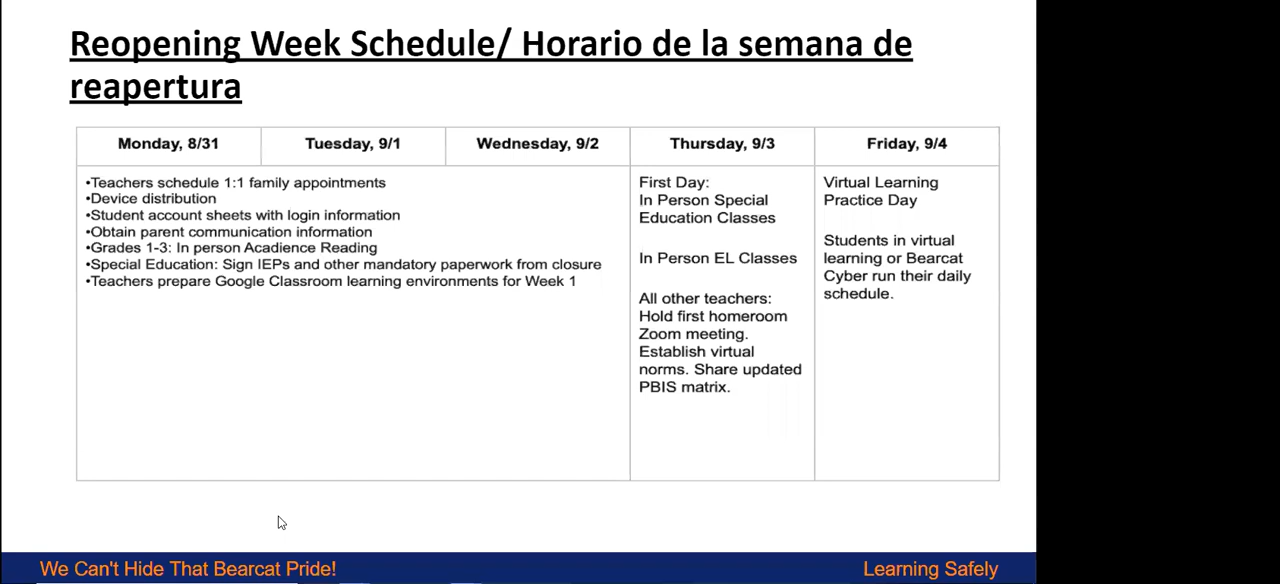 Reopening Week Schedule/ Horario de la semana de
reapertura
Monday, 8/31
Tuesday, 9/1
Wednesday, 9/2
Thursday, 9/3
Friday, 9/4
•Teachers schedule 1:1 family appointments
•Device distribution
•Student account sheets with login information
•Obtain parent communication information
•Grades 1-3: In person Acadience Reading
•Special Education: Sign IEPs and other mandatory paperwork from closure
•Teachers prepare Google Classroom learning environments for Week 1
First Day:
In Person Special
Education Classes
In Person EL Classes
All other teachers:
Hold first homeroom
Zoom meeting.
Establish virtual
norms. Share updated
PBIS matrix.
Virtual Learning
Practice Day
Students in virtual
learning or Bearcat
Cyber run their daily
schedule.
We Can't Hide That Bearcat Pride!
Learning Safely